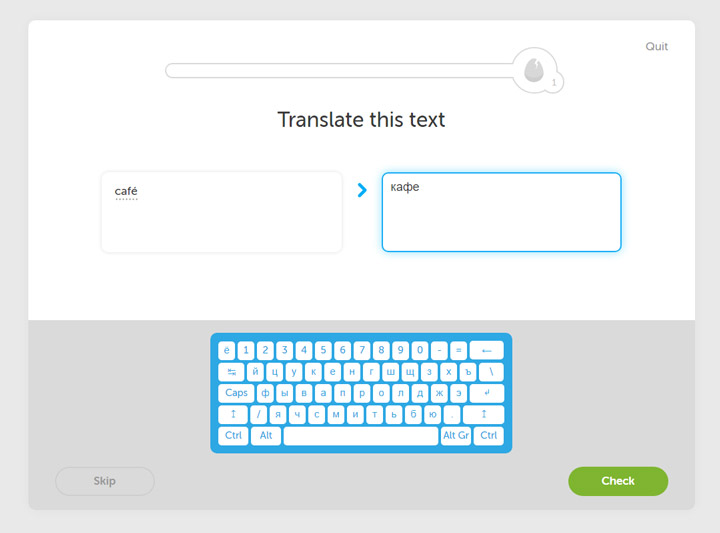 Quit
1
Translate this text
café
кафе
ё 1 2 3 4 5 6 7 8 9 0 - = ←
↹ й ц у к е н г ш щ з х ъ \
Caps ф ы в а п р о л д ж э ↲
↥ / я ч с м и т ь б ю . ↥
Ctrl Alt Alt Gr Ctrl
Skip Check